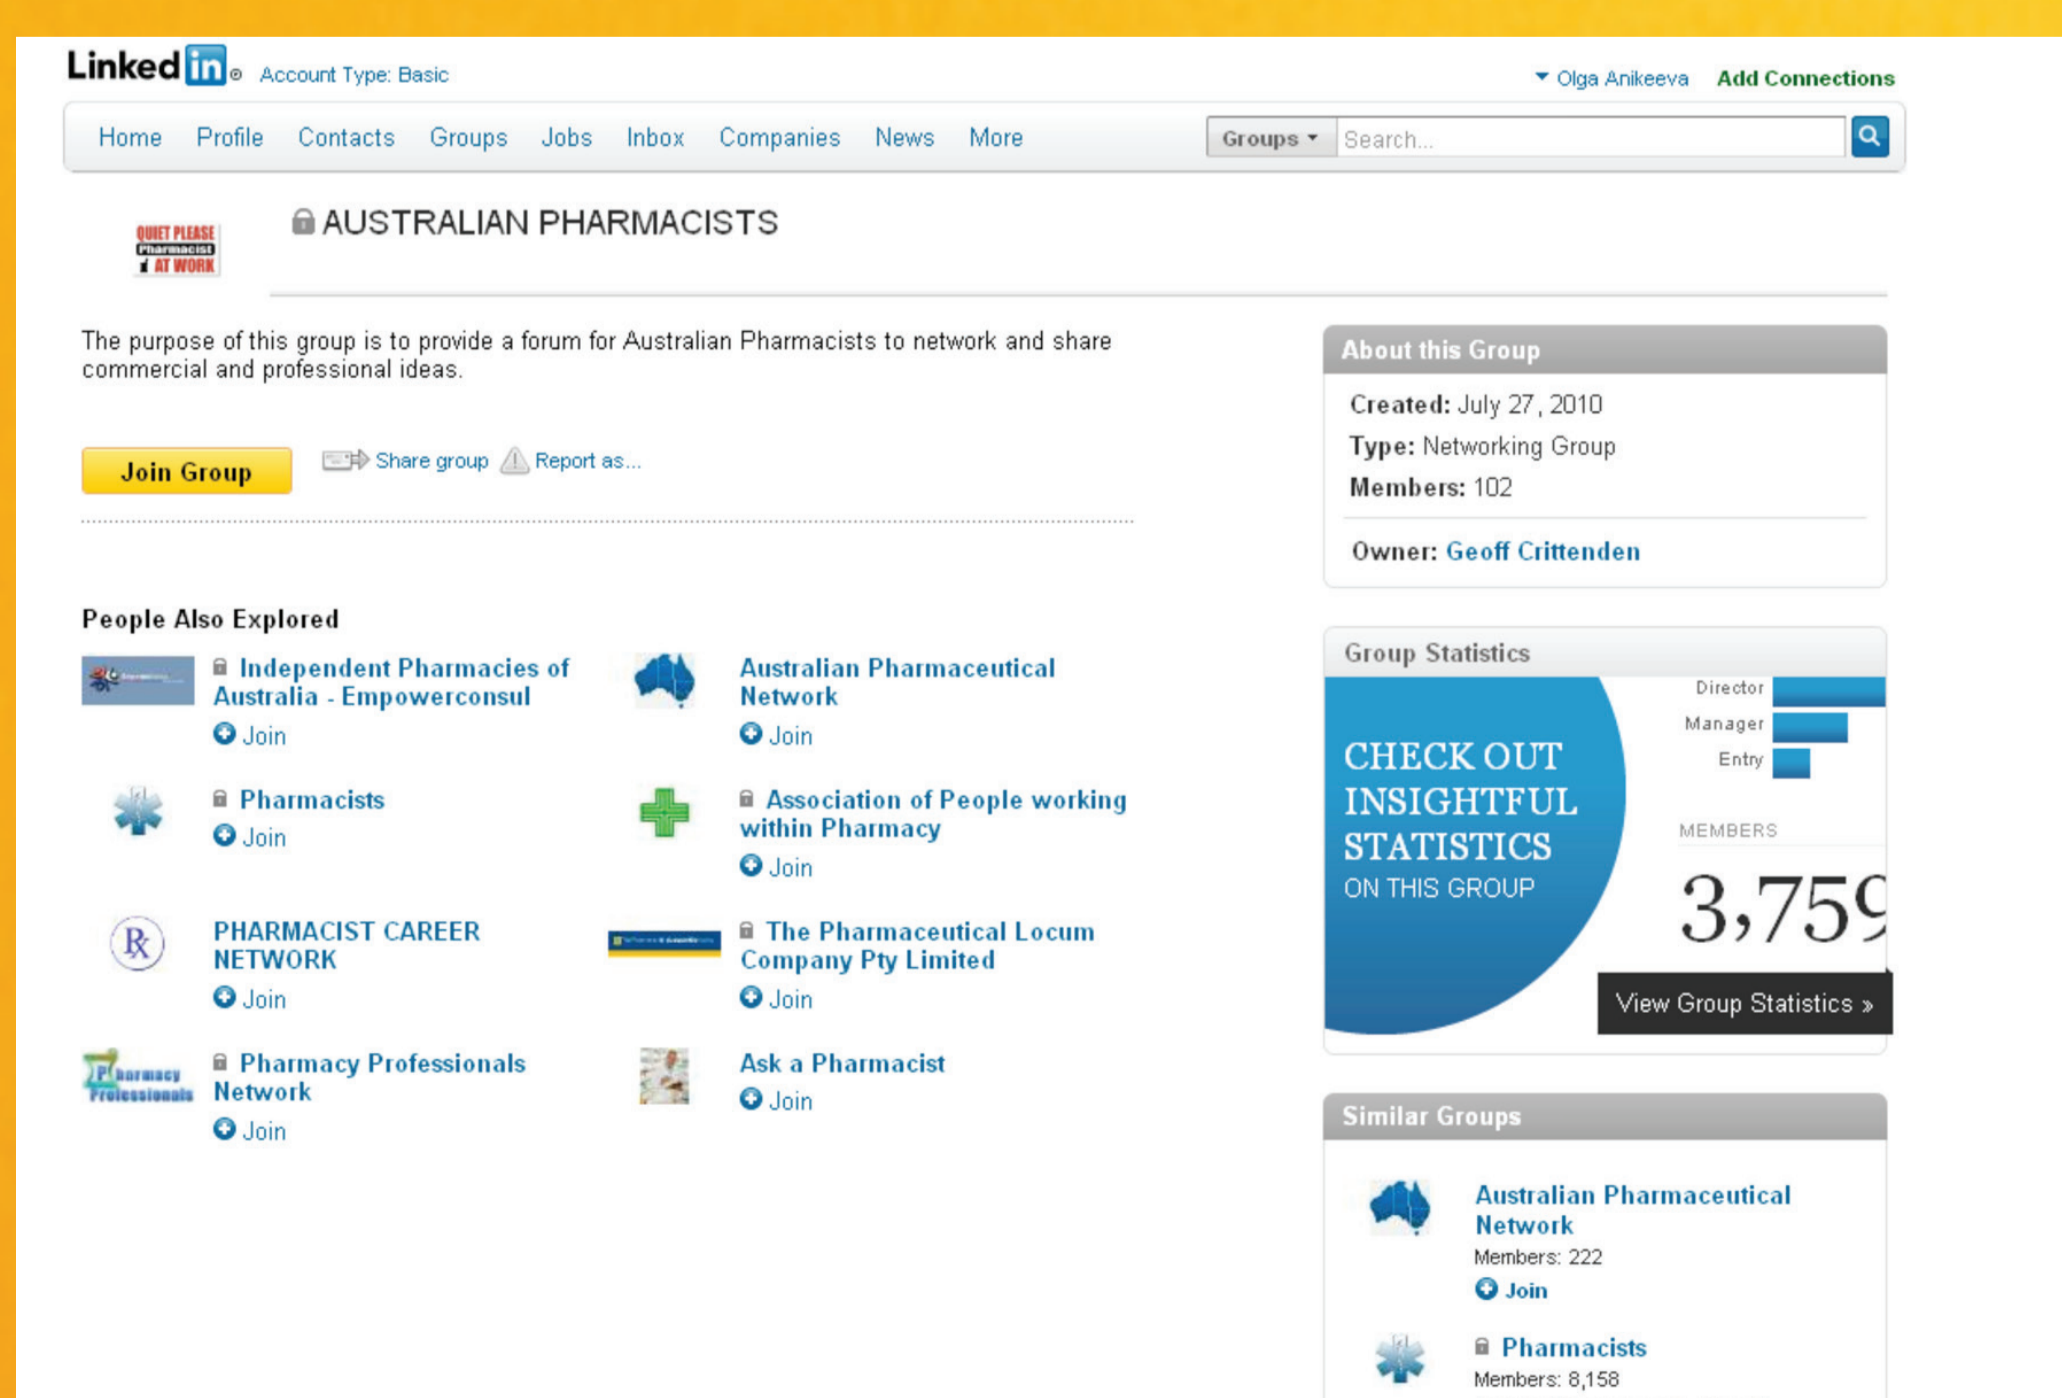 Linked in ® Account Type: Basic
Olga Anikeeva Add Connections
Home Profile Contacts Groups Jobs Inbox Companies News More
Groups Search...
QUIET PLEASE
Pharmacist
AT WORK
AUSTRALIAN PHARMACISTS
The purpose of this group is to provide a forum for Australian Pharmacists to network and share
commercial and professional ideas.
Join Group Share group Report as...
People Also Explored
Independent Pharmacies of
Australia - Empowerconsul
Join
Australian Pharmaceutical
Network
Join
Pharmacists
Join
Association of People working
within Pharmacy
Join
Rx
PHARMACIST CAREER
NETWORK
Join
The Pharmaceutical Locum
Company Pty Limited
Join
Pharmacy
Professionals
Pharmacy Professionals
Network
Join
Ask a Pharmacist
Join
About this Group
Created: July 27, 2010
Type: Networking Group
Members: 102
Owner: Geoff Crittenden
Group Statistics
CHECK OUT
INSIGHTFUL
STATISTICS
ON THIS GROUP
Director
Manager
Entry
MEMBERS
3,759
View Group Statistics »
Similar Groups
Australian Pharmaceutical
Network
Members: 222
Join
Pharmacists
Members: 8,158